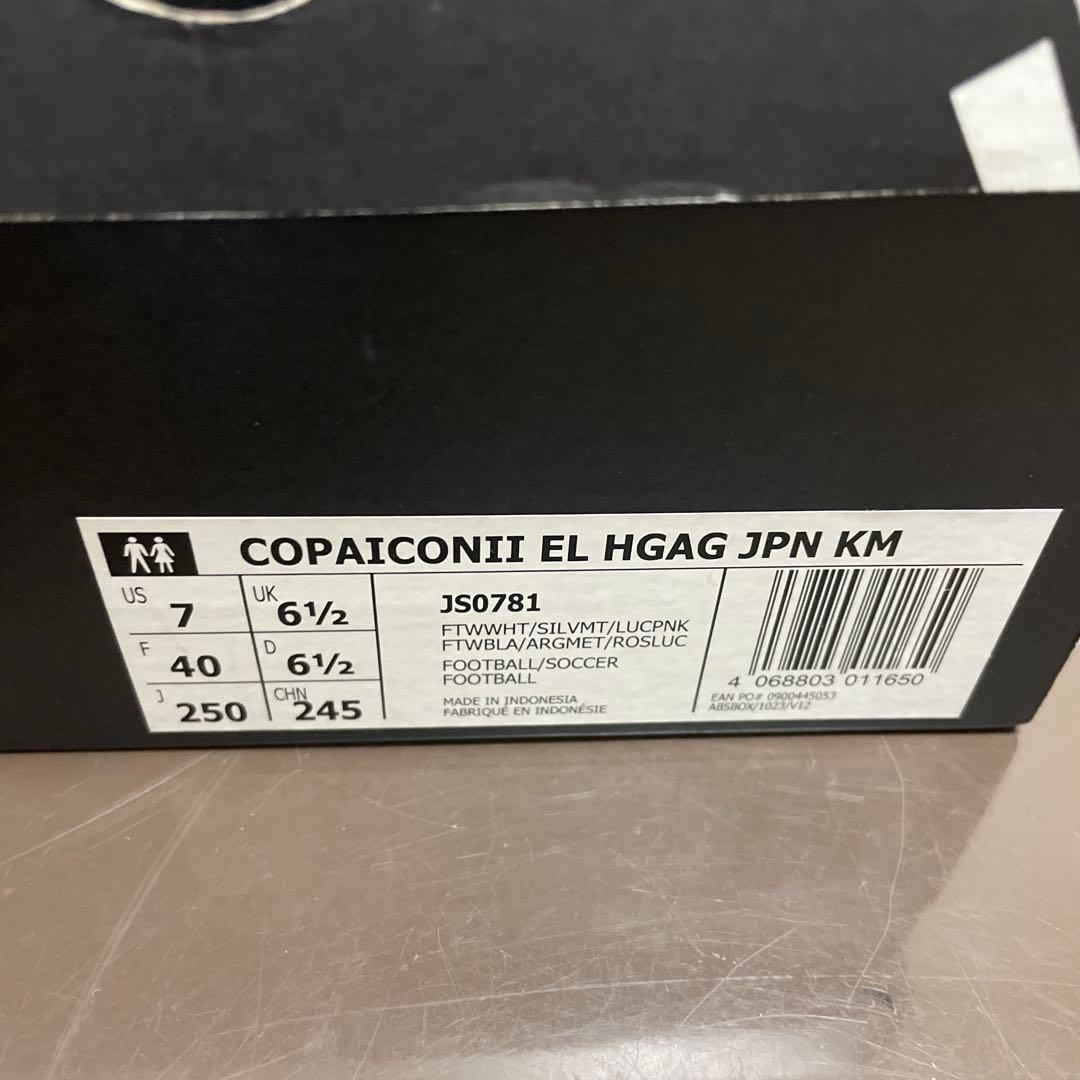 COPAICONII EL HGAG JPN KM
US 7 UK 6½
F 40 D 6½
J 250 CHN 245
JS0781
FTWWHT/SILVMT/LUCPNK
FTWBLA/ARGMET/ROSLUC
FOOTBALL/SOCCER
FOOTBALL
MADE IN INDONESIA
FABRIQUÉ EN INDONÉSIE
4 068803 011650
EAN PO# 0900445053
ABSBOX/1023/V12